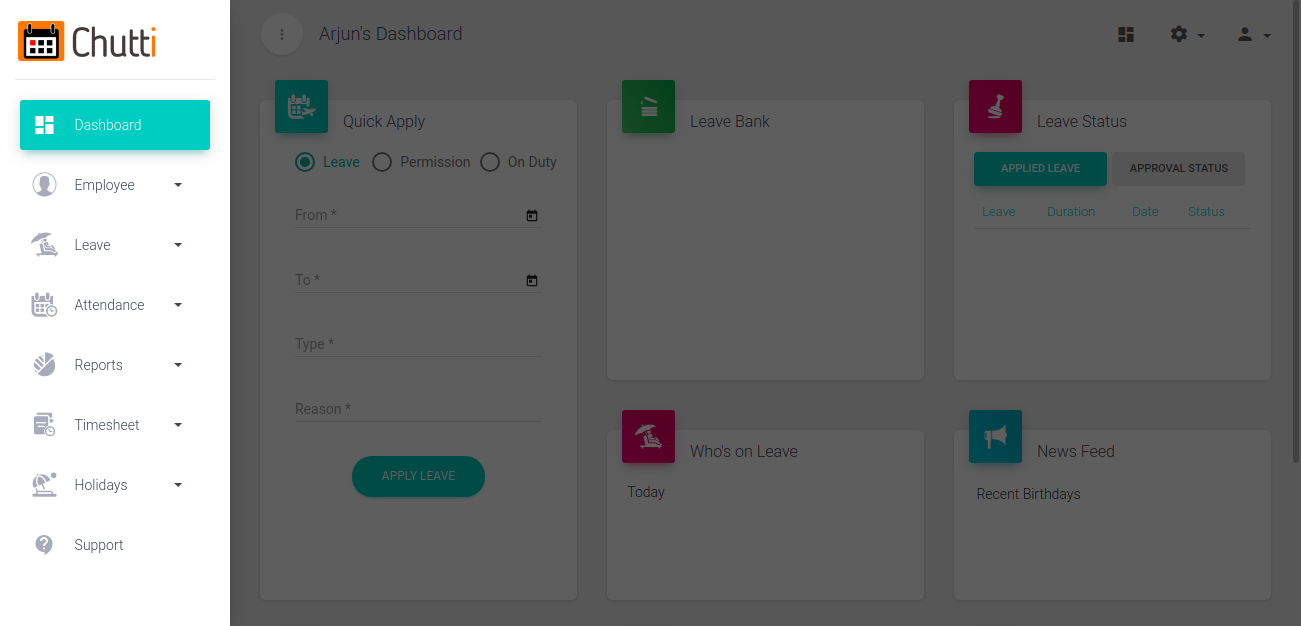 Chutti
Dashboard
Employee
Leave
Attendance
Reports
Timesheet
Holidays
Support
Arjun's Dashboard
Quick Apply
Leave Permission On Duty
From *
To *
Type *
Reason *
APPLY LEAVE
Leave Bank
Leave Status
APPLIED LEAVE APPROVAL STATUS
Leave Duration Date Status
Who's on Leave
Today
News Feed
Recent Birthdays